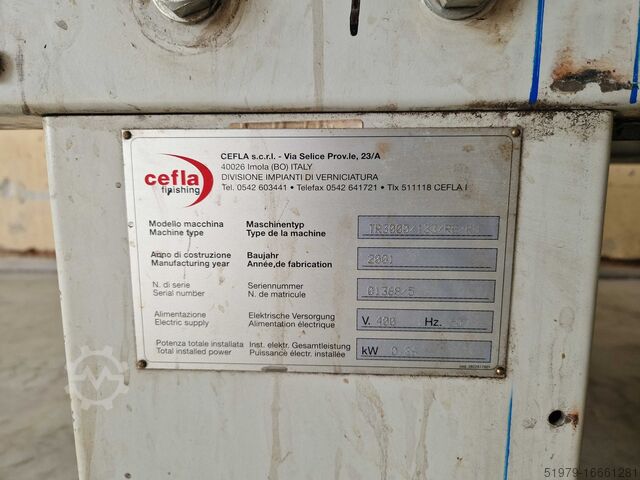 cefla
finishing
CEFLA s.c.r.l. - Via Selice Prov.le, 23/A
40026 Imola (BO) ITALY
DIVISIONE IMPIANTI DI VERNICIATURA
Tel. 0542 603441 • Telefax 0542 641721 • Tlx 511118 CEFLA I
Modello macchina Maschinentyp
Machine type Type de la machine
Anno di costruzione Baujahr 2001
Manufacturing year Année,de fabrication
N. di serie Seriennummer 01368/5
Serial number N. de matricule
Alimentazione Elektrische Versorgung V. 400 Hz.
Electric supply Alimentation électrique
Potenza totale installata Inst. elektr. Gesamtleistung kW
Total installed power Puissance électr. installée
51979-16661281